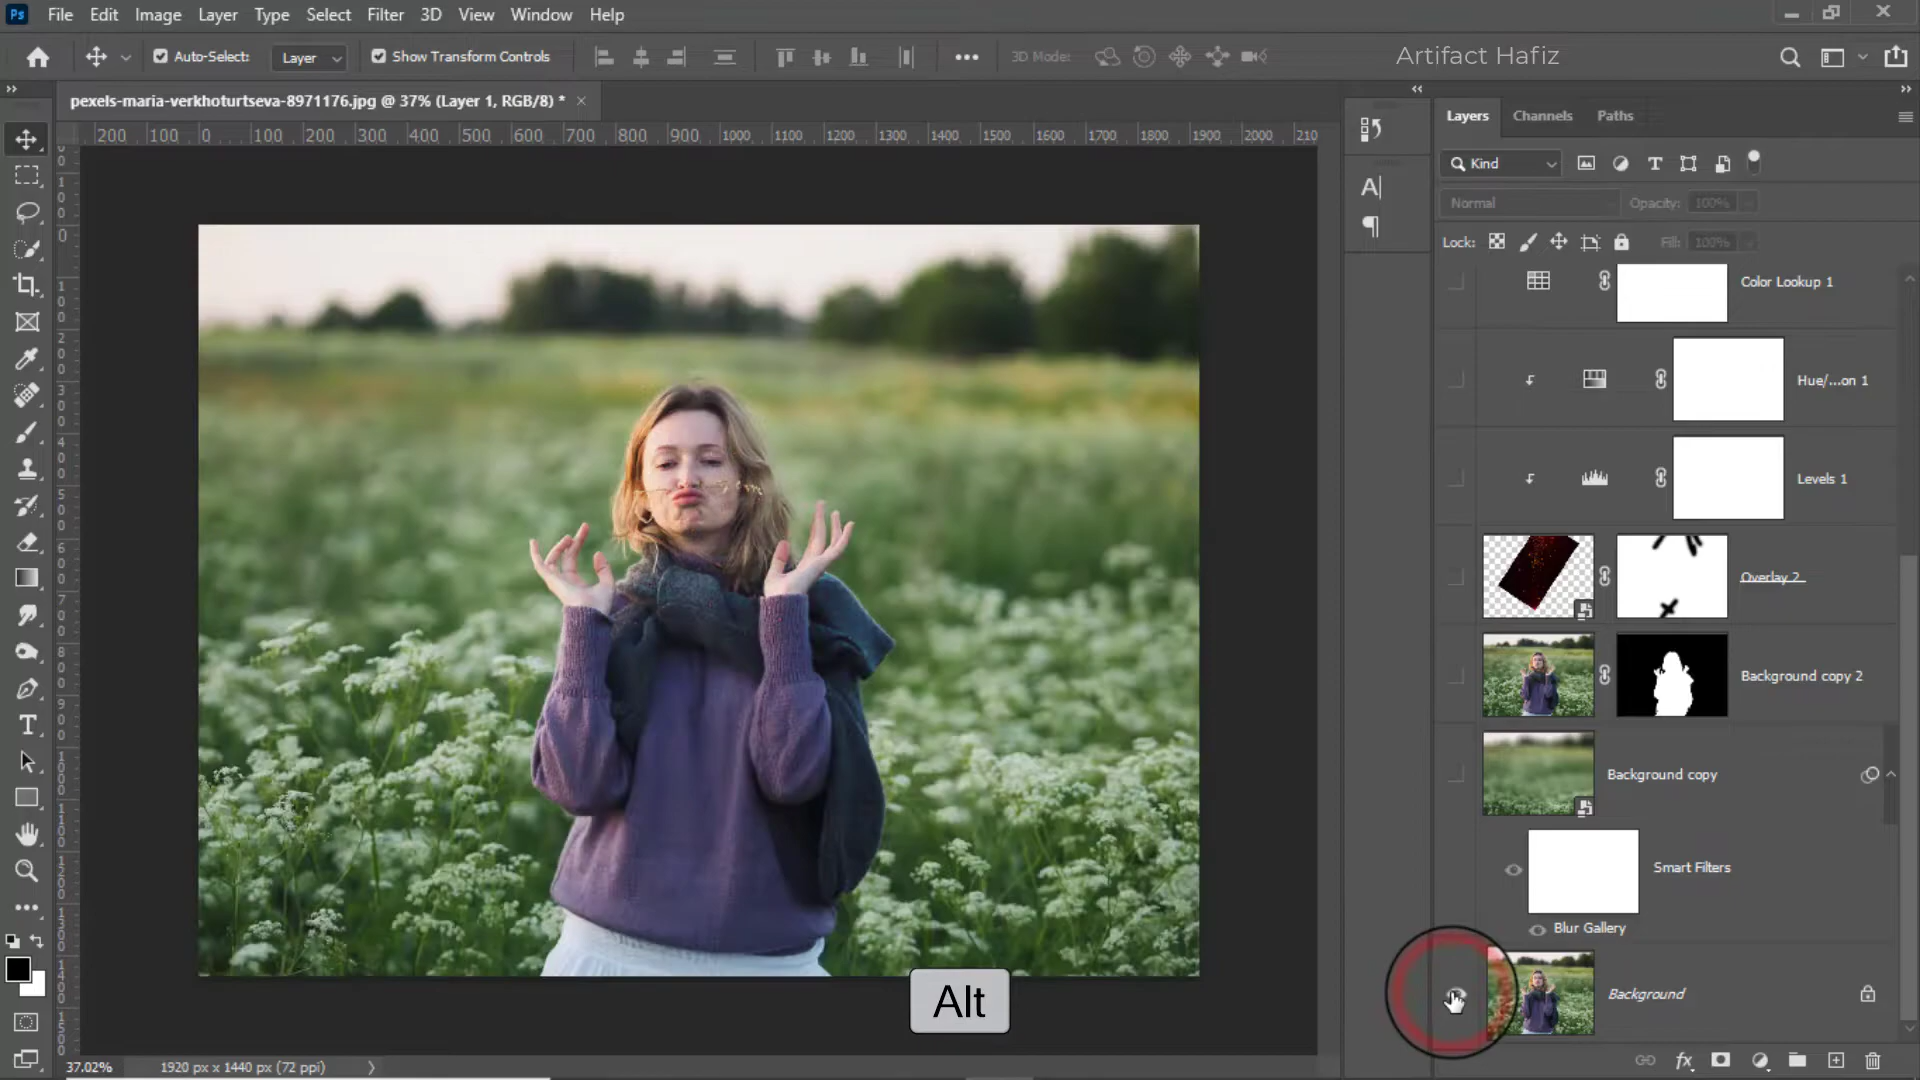 Ps File Edit Image Layer Type Select Filter 3D View Window Help
Auto-Select: Layer Show Transform Controls 3D Mode: Artifact Hafiz
pexels-maria-verkhoturtseva-8971176.jpg @ 37% (Layer 1, RGB/8) * ×
200 100 0 100 200 300 400 500 600 700 800 900 1000 1100 1200 1300 1400 1500 1600 1700 1800 1900 2000 210
Layers Channels Paths
Kind
Normal Opacity: 100%
Lock: Fill: 100%
Color Lookup 1
Hue/...on 1
Levels 1
Overlay 2
Background copy 2
Background copy
Smart Filters
Blur Gallery
Background
Alt
37.02% 1920 px x 1440 px (72 ppi)